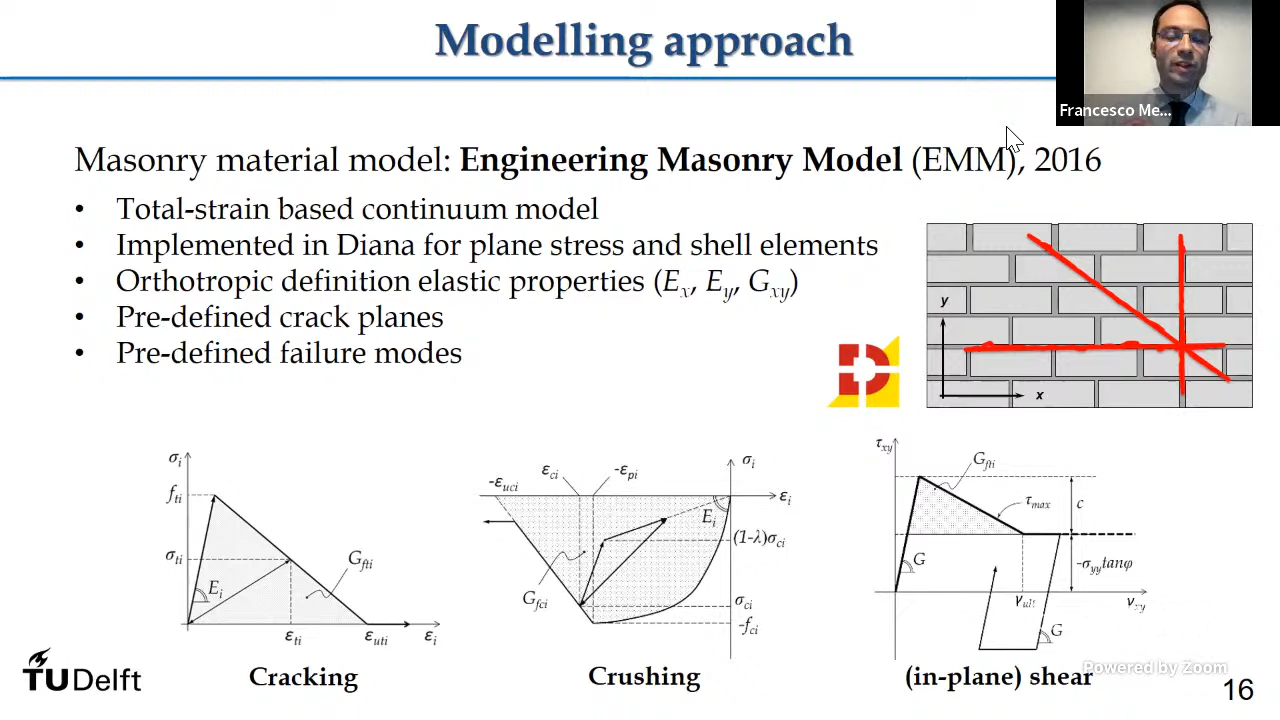 Modelling approach
Francesco Me...
Masonry material model: Engineering Masonry Model (EMM), 2016
• Total-strain based continuum model
• Implemented in Diana for plane stress and shell elements
• Orthotropic definition elastic properties (Ex, Ey, Gxy)
• Pre-defined crack planes
• Pre-defined failure modes
y
x
σi
fti
σti
Ei
Gfti
εti
εuti
εi
Cracking
-εuci
εci
-εpi
σi
εi
Ei
(1-λ)σci
Gfci
σci
-fci
Crushing
τxy
Gfti
τmax
c
G
-σyytanφ
γult
γxy
G
(in-plane) shear
Powered by Zoom
TUDelft
16